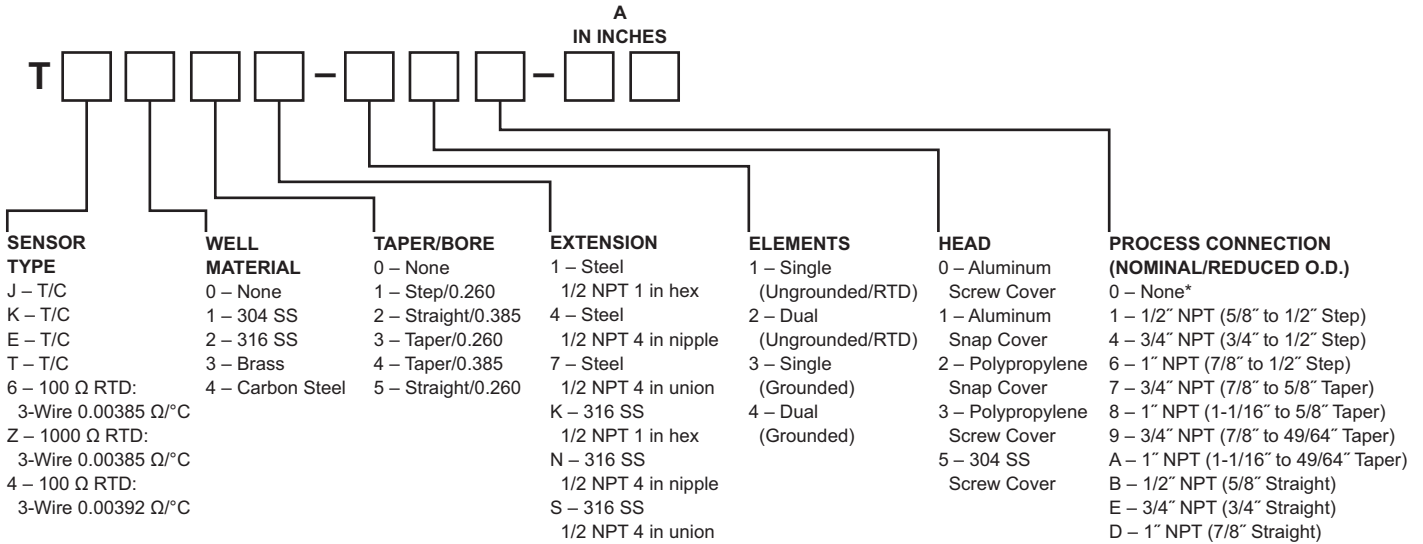 A
IN INCHES
T – –
SENSOR
TYPE
J – T/C
K – T/C
E – T/C
T – T/C
6 – 100 Ω RTD:
3-Wire 0.00385 Ω/°C
Z – 1000 Ω RTD:
3-Wire 0.00385 Ω/°C
4 – 100 Ω RTD:
3-Wire 0.00392 Ω/°C
WELL
MATERIAL
0 – None
1 – 304 SS
2 – 316 SS
3 – Brass
4 – Carbon Steel
TAPER/BORE
0 – None
1 – Step/0.260
2 – Straight/0.385
3 – Taper/0.260
4 – Taper/0.385
5 – Straight/0.260
EXTENSION
1 – Steel
1/2 NPT 1 in hex
4 – Steel
1/2 NPT 4 in nipple
7 – Steel
1/2 NPT 4 in union
K – 316 SS
1/2 NPT 1 in hex
N – 316 SS
1/2 NPT 4 in nipple
S – 316 SS
1/2 NPT 4 in union
ELEMENTS
1 – Single
(Ungrounded/RTD)
2 – Dual
(Ungrounded/RTD)
3 – Single
(Grounded)
4 – Dual
(Grounded)
HEAD
0 – Aluminum
Screw Cover
1 – Aluminum
Snap Cover
2 – Polypropylene
Snap Cover
3 – Polypropylene
Screw Cover
5 – 304 SS
Screw Cover
PROCESS CONNECTION
(NOMINAL/REDUCED O.D.)
0 – None*
1 – 1/2˝ NPT (5/8˝ to 1/2˝ Step)
4 – 3/4˝ NPT (3/4˝ to 1/2˝ Step)
6 – 1˝ NPT (7/8˝ to 1/2˝ Step)
7 – 3/4˝ NPT (7/8˝ to 5/8˝ Taper)
8 – 1˝ NPT (1-1/16˝ to 5/8˝ Taper)
9 – 3/4˝ NPT (7/8˝ to 49/64˝ Taper)
A – 1˝ NPT (1-1/16˝ to 49/64˝ Taper)
B – 1/2˝ NPT (5/8˝ Straight)
E – 3/4˝ NPT (3/4˝ Straight)
D – 1˝ NPT (7/8˝ Straight)